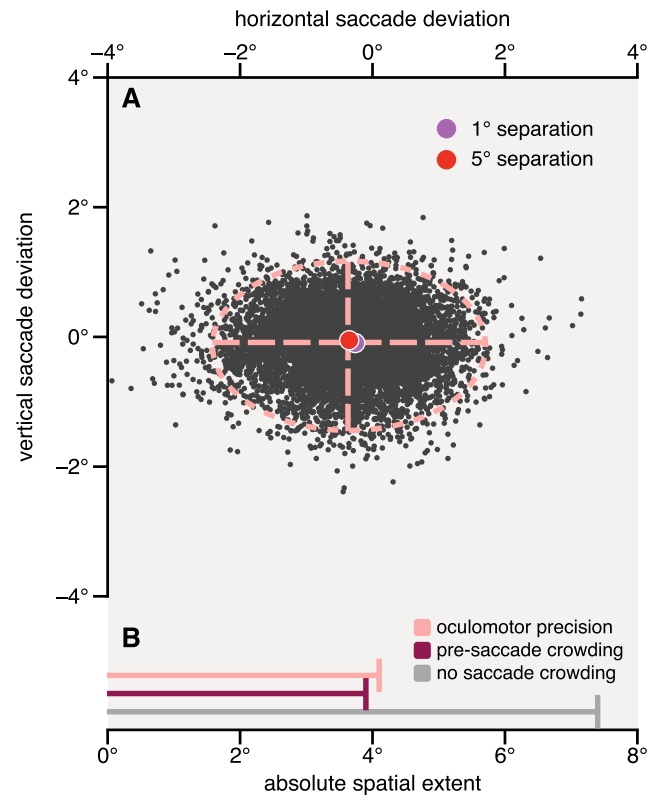 horizontal saccade deviation
−4° −2° 0° 2° 4°
4°
A
1° separation
5° separation
2°
vertical saccade deviation
0°
−2°
−4°
B
oculomotor precision
pre-saccade crowding
no saccade crowding
0° 2° 4° 6° 8°
absolute spatial extent